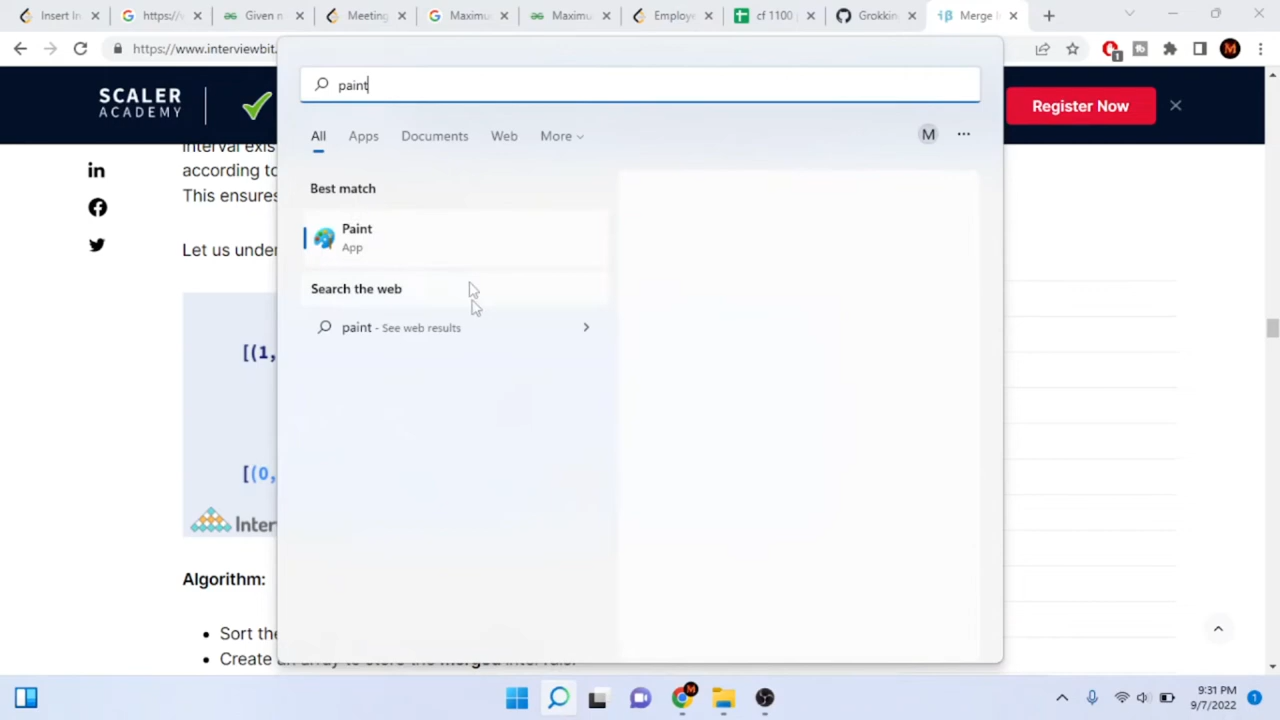 Insert In
https://v
Given n
Meeting
Maximu
Maximu
Employe
cf 1100
Grokkin
Merge I
https://www.interviewbit.
1
M
paint
SCALER
ACADEMY
Register Now
All
Apps
Documents
Web
More
M
interval exis
according to
This ensures
Best match
Paint
App
Let us under
Search the web
paint - See web results
[(1,
[(0,
Inter
Algorithm:
Sort the
Create an array to store the merged
9:31 PM
9/7/2022
1